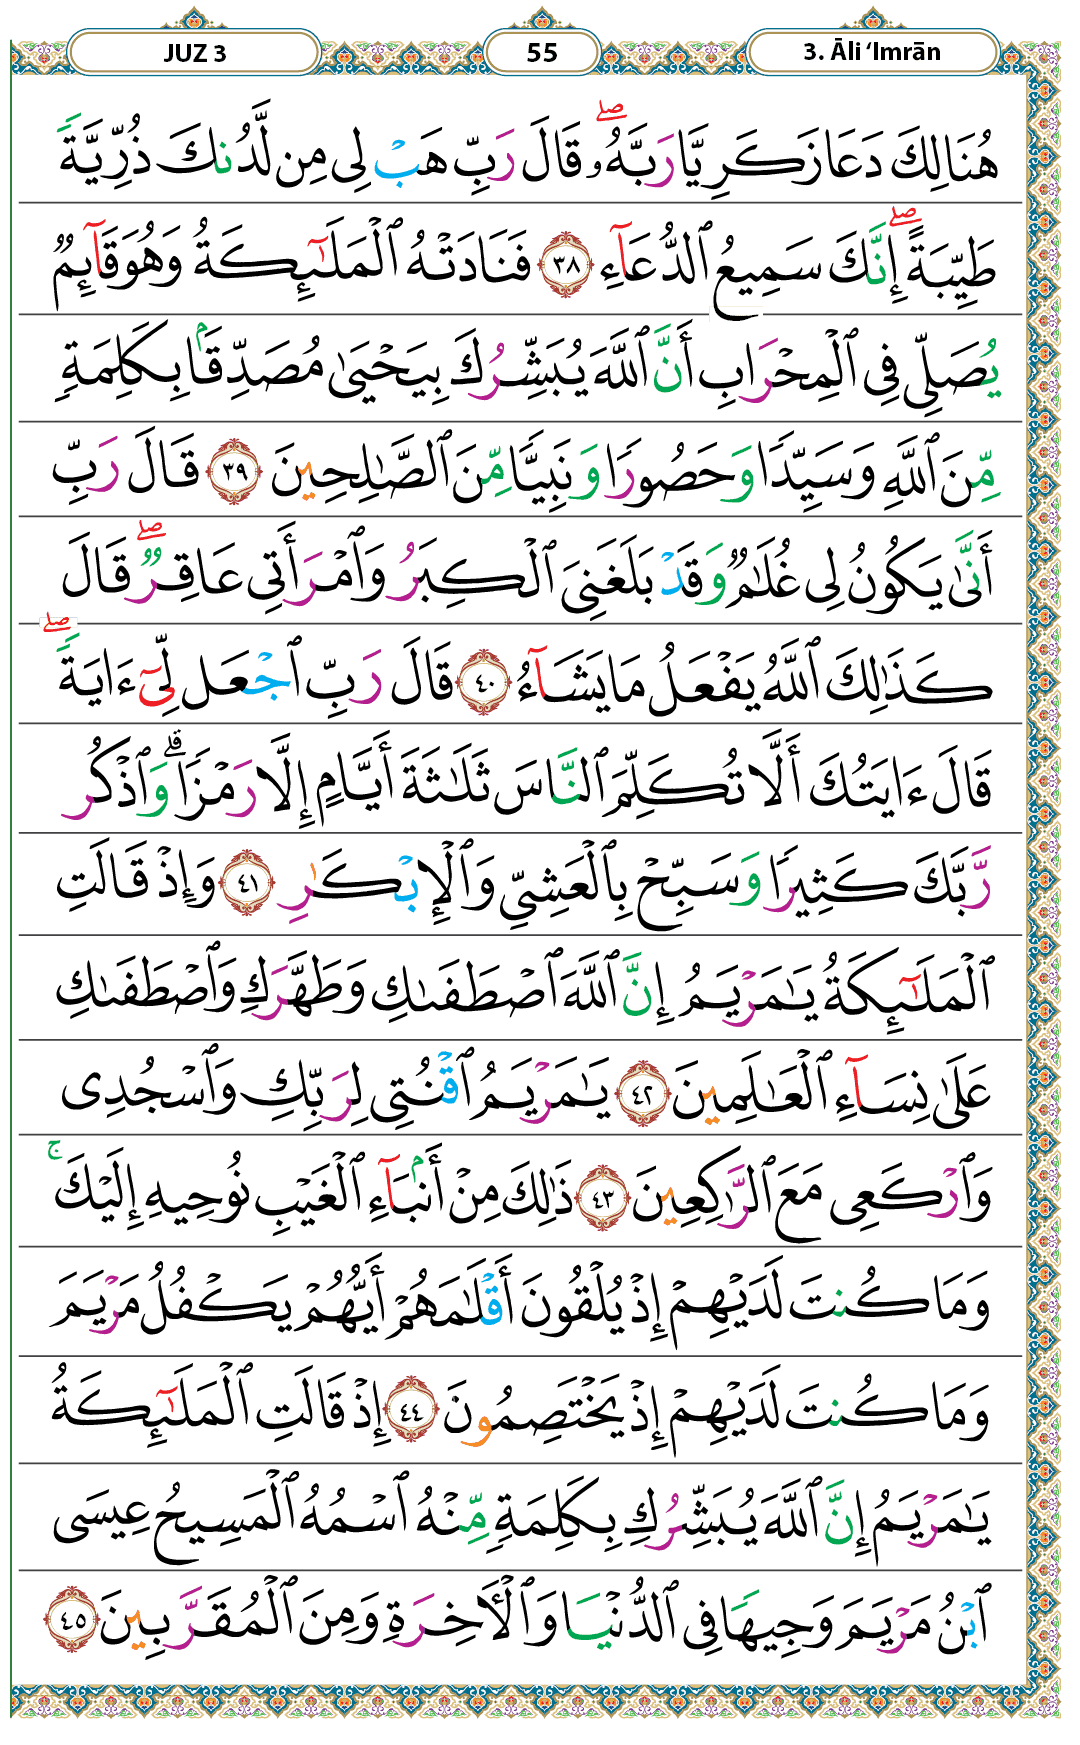 JUZ 3
55
3. Āli ‘Imrān
هُنَالِكَ دَعَا زَكَرِيَّا رَبَّهُۥ ۖ قَالَ رَبِّ هَبْ لِى مِن لَّدُنكَ ذُرِّيَّةً
طَيِّبَةً ۖ إِنَّكَ سَمِيعُ ٱلدُّعَآءِ ٣٨ فَنَادَتْهُ ٱلْمَلَـٰٓئِكَةُ وَهُوَ قَآئِمٌ
يُصَلِّى فِى ٱلْمِحْرَابِ أَنَّ ٱللَّهَ يُبَشِّرُكَ بِيَحْيَىٰ مُصَدِّقَۢا بِكَلِمَةٍ
مِّنَ ٱللَّهِ وَسَيِّدًا وَحَصُورًا وَنَبِيًّا مِّنَ ٱلصَّـٰلِحِينَ ٣٩ قَالَ رَبِّ
أَنَّىٰ يَكُونُ لِى غُلَـٰمٌ وَقَدْ بَلَغَنِىَ ٱلْكِبَرُ وَٱمْرَأَتِى عَاقِرٌ ۖ قَالَ
كَذَٰلِكَ ٱللَّهُ يَفْعَلُ مَا يَشَآءُ ٤٠ قَالَ رَبِّ ٱجْعَل لِّىٓ ءَايَةً ۖ
قَالَ ءَايَتُكَ أَلَّا تُكَلِّمَ ٱلنَّاسَ ثَلَـٰثَةَ أَيَّامٍ إِلَّا رَمْزًا ۗ وَٱذْكُر
رَّبَّكَ كَثِيرًا وَسَبِّحْ بِٱلْعَشِىِّ وَٱلْإِبْكَـٰرِ ٤١ وَإِذْ قَالَتِ
ٱلْمَلَـٰٓئِكَةُ يَـٰمَرْيَمُ إِنَّ ٱللَّهَ ٱصْطَفَىٰكِ وَطَهَّرَكِ وَٱصْطَفَىٰكِ
عَلَىٰ نِسَآءِ ٱلْعَـٰلَمِينَ ٤٢ يَـٰمَرْيَمُ ٱقْنُتِى لِرَبِّكِ وَٱسْجُدِى
وَٱرْكَعِى مَعَ ٱلرَّٰكِعِينَ ٤٣ ذَٰلِكَ مِنْ أَنۢبَآءِ ٱلْغَيْبِ نُوحِيهِ إِلَيْكَ ۚ
وَمَا كُنتَ لَدَيْهِمْ إِذْ يُلْقُونَ أَقْلَـٰمَهُمْ أَيُّهُمْ يَكْفُلُ مَرْيَمَ
وَمَا كُنتَ لَدَيْهِمْ إِذْ يَخْتَصِمُونَ ٤٤ إِذْ قَالَتِ ٱلْمَلَـٰٓئِكَةُ
يَـٰمَرْيَمُ إِنَّ ٱللَّهَ يُبَشِّرُكِ بِكَلِمَةٍ مِّنْهُ ٱسْمُهُ ٱلْمَسِيحُ عِيسَى
ٱبْنُ مَرْيَمَ وَجِيهًا فِى ٱلدُّنْيَا وَٱلْـَٔاخِرَةِ وَمِنَ ٱلْمُقَرَّبِينَ ٤٥